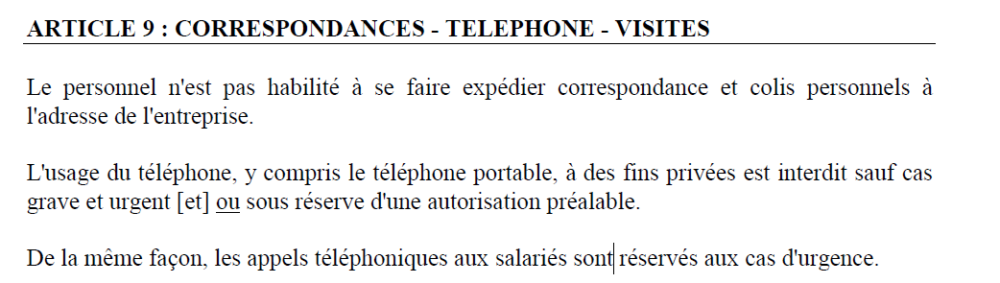 ARTICLE 9 : CORRESPONDANCES - TELEPHONE - VISITES
Le personnel n'est pas habilité à se faire expédier correspondance et colis personnels à
l'adresse de l'entreprise.
L'usage du téléphone, y compris le téléphone portable, à des fins privées est interdit sauf cas
grave et urgent [et] ou sous réserve d'une autorisation préalable.
De la même façon, les appels téléphoniques aux salariés sont réservés aux cas d'urgence.